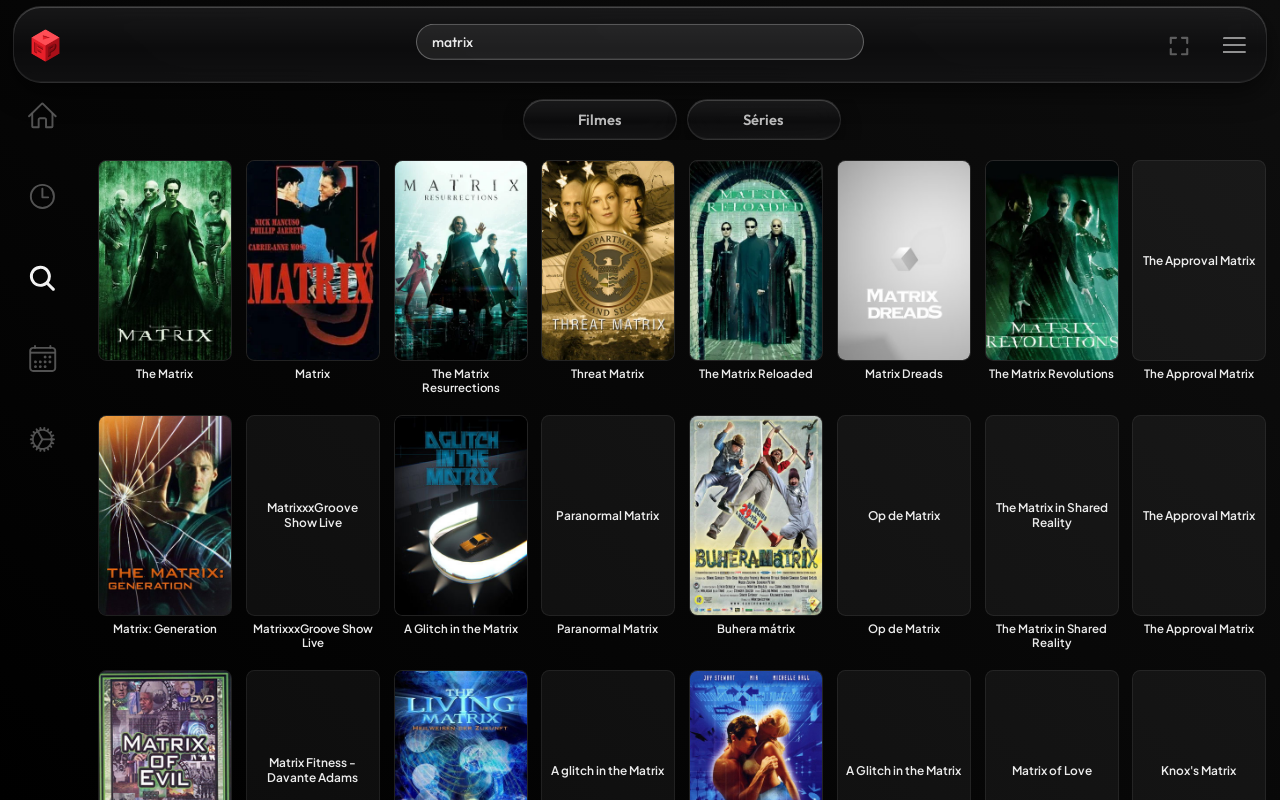 matrix
Filmes
Séries
MATRIX
NICK MANCUSO
PHILLIP JARRETT
CARRIE-ANNE MOSS
MATRIX
THE
MATRIX
RESURRECTIONS
THREAT MATRIX
MATRIX
RELOADED
MATRIX
DREADS
MATRIX
REVOLUTIONS
The Approval Matrix
The Matrix
Matrix
The Matrix
Resurrections
Threat Matrix
The Matrix Reloaded
Matrix Dreads
The Matrix Revolutions
The Approval Matrix
THE MATRIX:
GENERATION
MatrixxxGroove
Show Live
A GLITCH
IN THE
MATRIX
Paranormal Matrix
BUHERAMátRIX
Op de Matrix
The Matrix in Shared
Reality
The Approval Matrix
Matrix: Generation
MatrixxxGroove Show
Live
A Glitch in the Matrix
Paranormal Matrix
Buhera mátrix
Op de Matrix
The Matrix in Shared
Reality
The Approval Matrix
DVD
MATRIX
OF
EVIL
Matrix Fitness -
Davante Adams
THE
LIVING
MATRIX
A glitch in the Matrix
JAY STEWART MIA MICHELLE HALL
A Glitch in the Matrix
Matrix of Love
Knox's Matrix